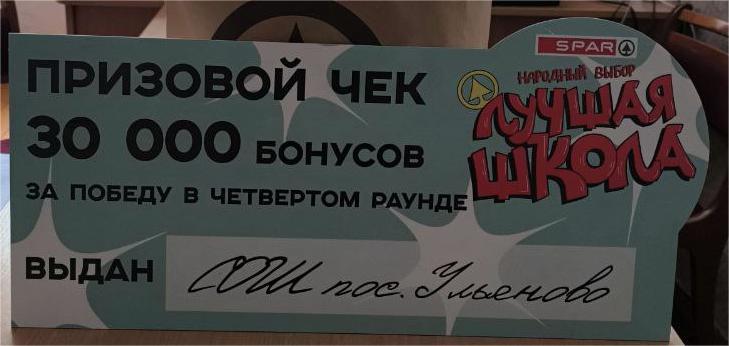 SPAR
НАРОДНЫЙ ВЫБОР
ЛУЧШАЯ
ШКОЛА
ПРИЗОВОЙ ЧЕК
30 000 БОНУСОВ
ЗА ПОБЕДУ В ЧЕТВЕРТОМ РАУНДЕ
ВЫДАН СОШ пос. Ульяново